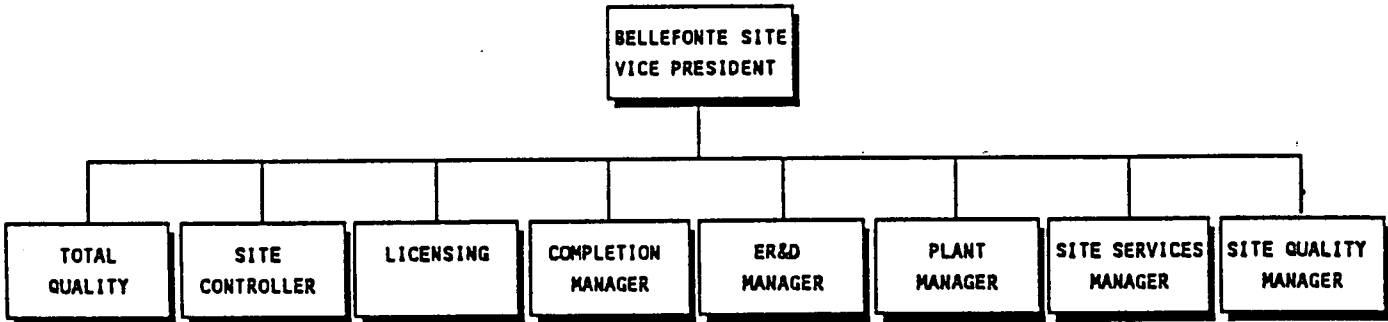 BELLEFONTE SITE
VICE PRESIDENT
TOTAL
QUALITY
SITE
CONTROLLER
LICENSING
COMPLETION
MANAGER
ER&D
MANAGER
PLANT
MANAGER
SITE SERVICES
MANAGER
SITE QUALITY
MANAGER